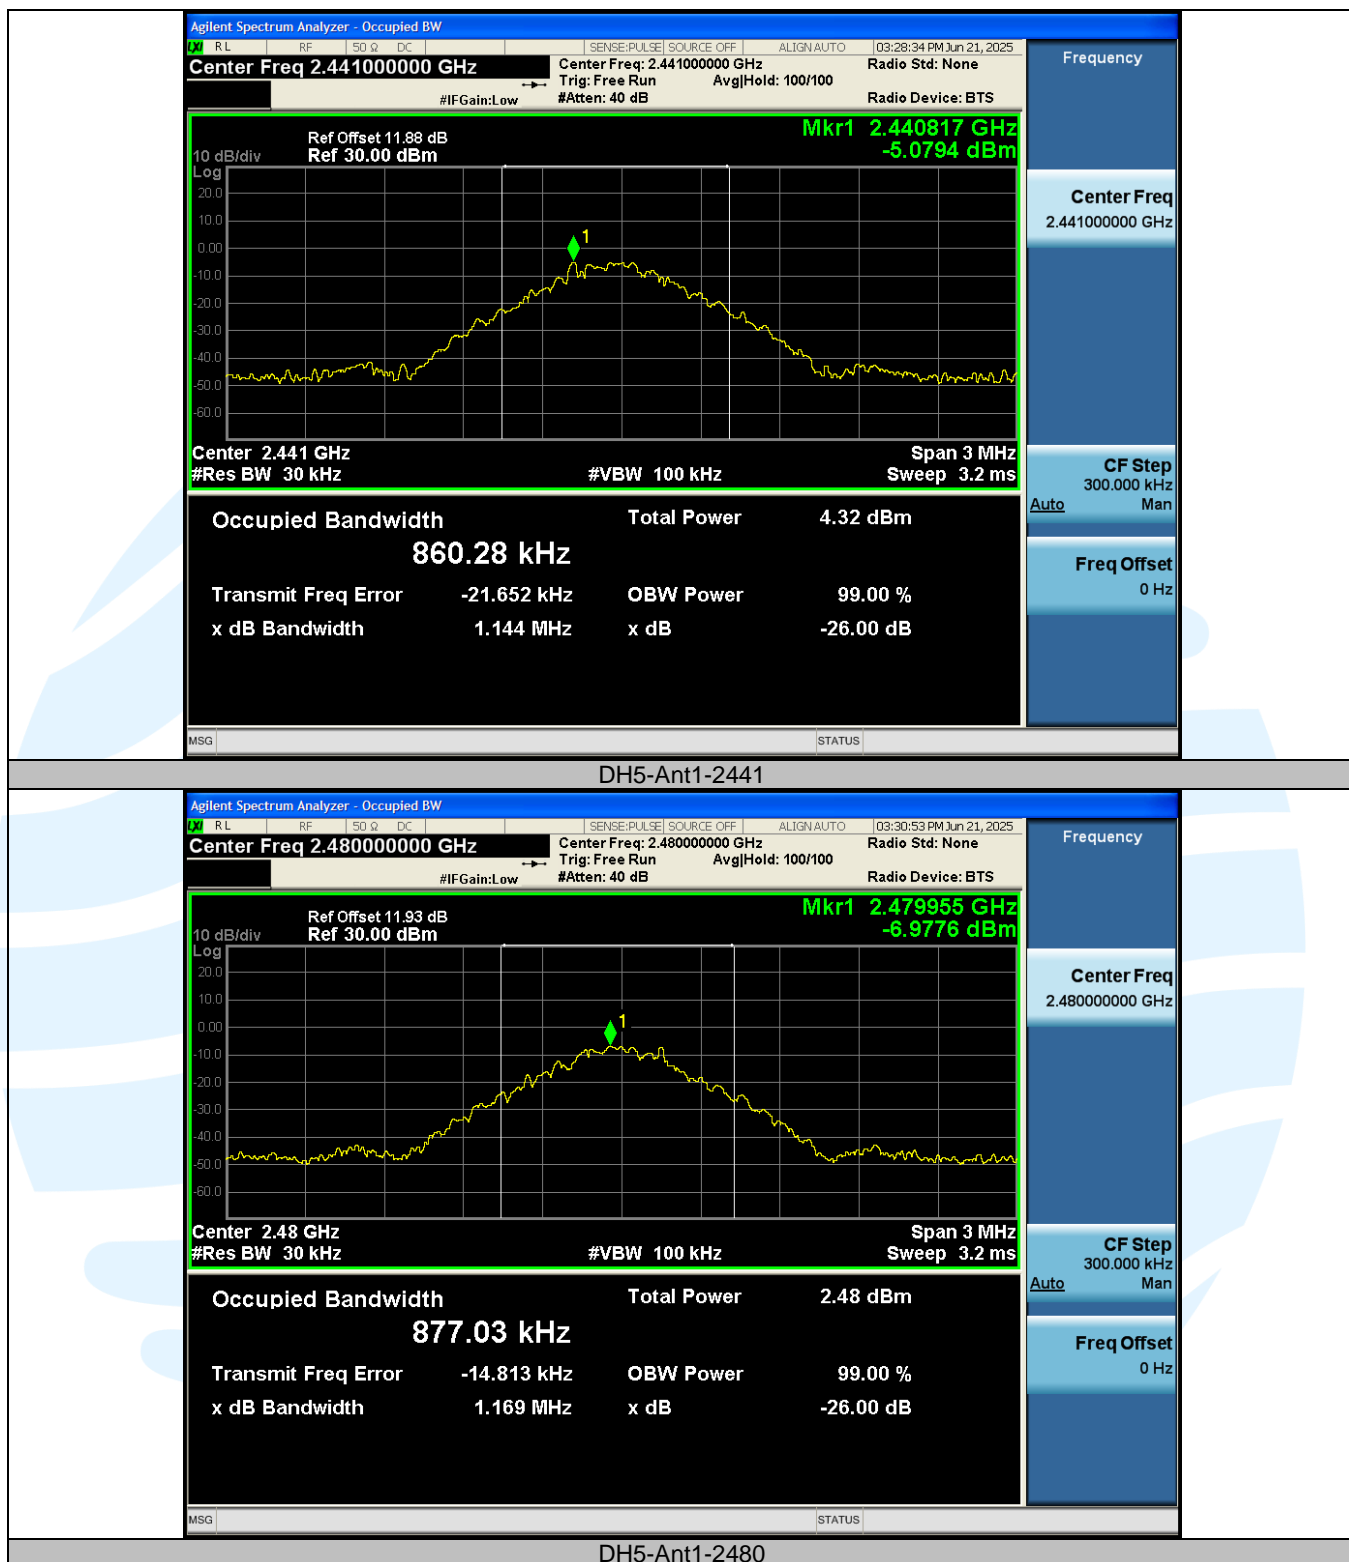 Agilent Spectrum Analyzer - Occupied BW
LXI RL RF 50 Ω DC SENSE:PULSE SOURCE OFF ALIGN AUTO 03:28:34 PM Jun 21, 2025
Center Freq 2.441000000 GHz
Center Freq: 2.441000000 GHz Radio Std: None
Trig: Free Run Avg|Hold: 100/100
#IFGain:Low #Atten: 40 dB Radio Device: BTS
Frequency
Mkr1 2.440817 GHz
-5.0794 dBm
Ref Offset 11.88 dB
10 dB/div Ref 30.00 dBm
Log
20.0
10.0
0.00
-10.0
-20.0
-30.0
-40.0
-50.0
-60.0
1
Center 2.441 GHz Span 3 MHz
#Res BW 30 kHz #VBW 100 kHz Sweep 3.2 ms
Center Freq
2.441000000 GHz
CF Step
300.000 kHz
Auto Man
Freq Offset
0 Hz
Occupied Bandwidth Total Power 4.32 dBm
860.28 kHz
Transmit Freq Error -21.652 kHz OBW Power 99.00 %
x dB Bandwidth 1.144 MHz x dB -26.00 dB
MSG STATUS
DH5-Ant1-2441
Agilent Spectrum Analyzer - Occupied BW
LXI RL RF 50 Ω DC SENSE:PULSE SOURCE OFF ALIGN AUTO 03:30:53 PM Jun 21, 2025
Center Freq 2.480000000 GHz
Center Freq: 2.480000000 GHz Radio Std: None
Trig: Free Run Avg|Hold: 100/100
#IFGain:Low #Atten: 40 dB Radio Device: BTS
Frequency
Mkr1 2.479955 GHz
-6.9776 dBm
Ref Offset 11.93 dB
10 dB/div Ref 30.00 dBm
Log
20.0
10.0
0.00
-10.0
-20.0
-30.0
-40.0
-50.0
-60.0
1
Center 2.48 GHz Span 3 MHz
#Res BW 30 kHz #VBW 100 kHz Sweep 3.2 ms
Center Freq
2.480000000 GHz
CF Step
300.000 kHz
Auto Man
Freq Offset
0 Hz
Occupied Bandwidth Total Power 2.48 dBm
877.03 kHz
Transmit Freq Error -14.813 kHz OBW Power 99.00 %
x dB Bandwidth 1.169 MHz x dB -26.00 dB
MSG STATUS
DH5-Ant1-2480